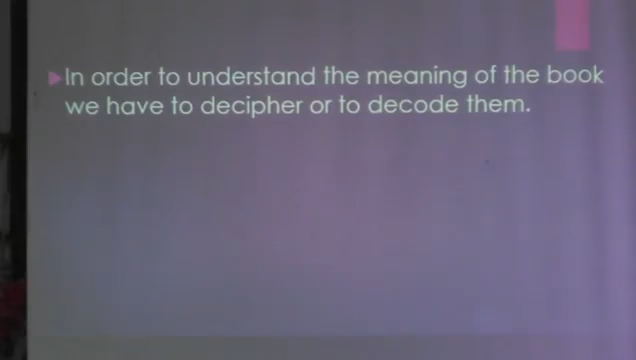 In order to understand the meaning of the book
we have to decipher or to decode them.